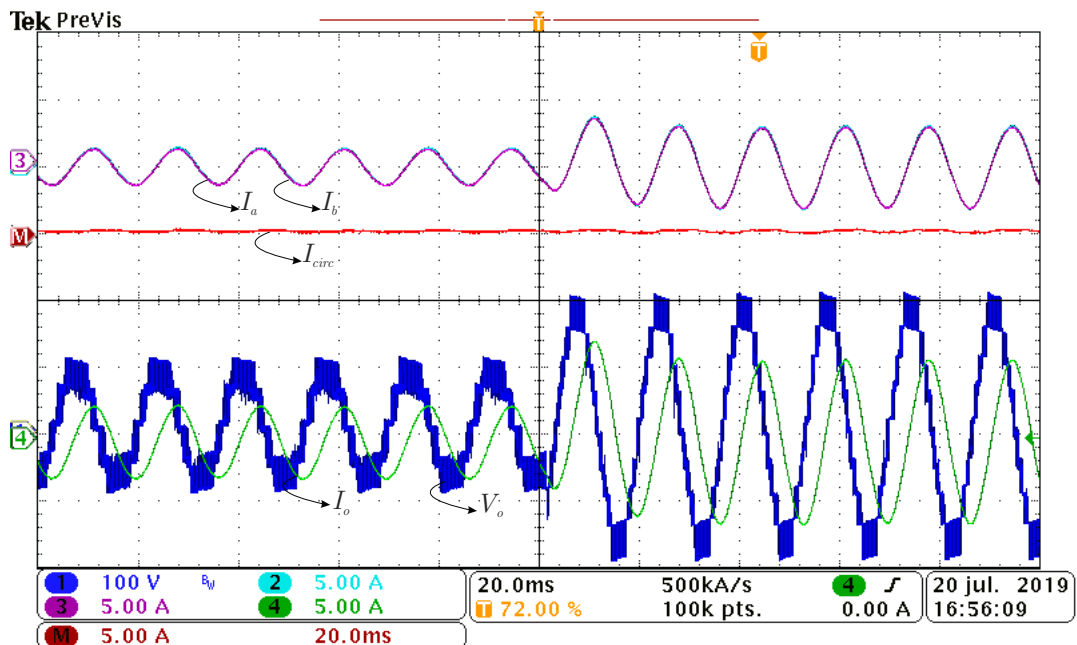 Tek PreVis
T
T
3
I_a
I_b
M
I_circ
4
I_o
V_o
1 100 V B_W 2 5.00 A
3 5.00 A 4 5.00 A
M 5.00 A 20.0ms
20.0ms 500kA/s 4
T 72.00 % 100k pts. 0.00 A
20 jul. 2019
16:56:09